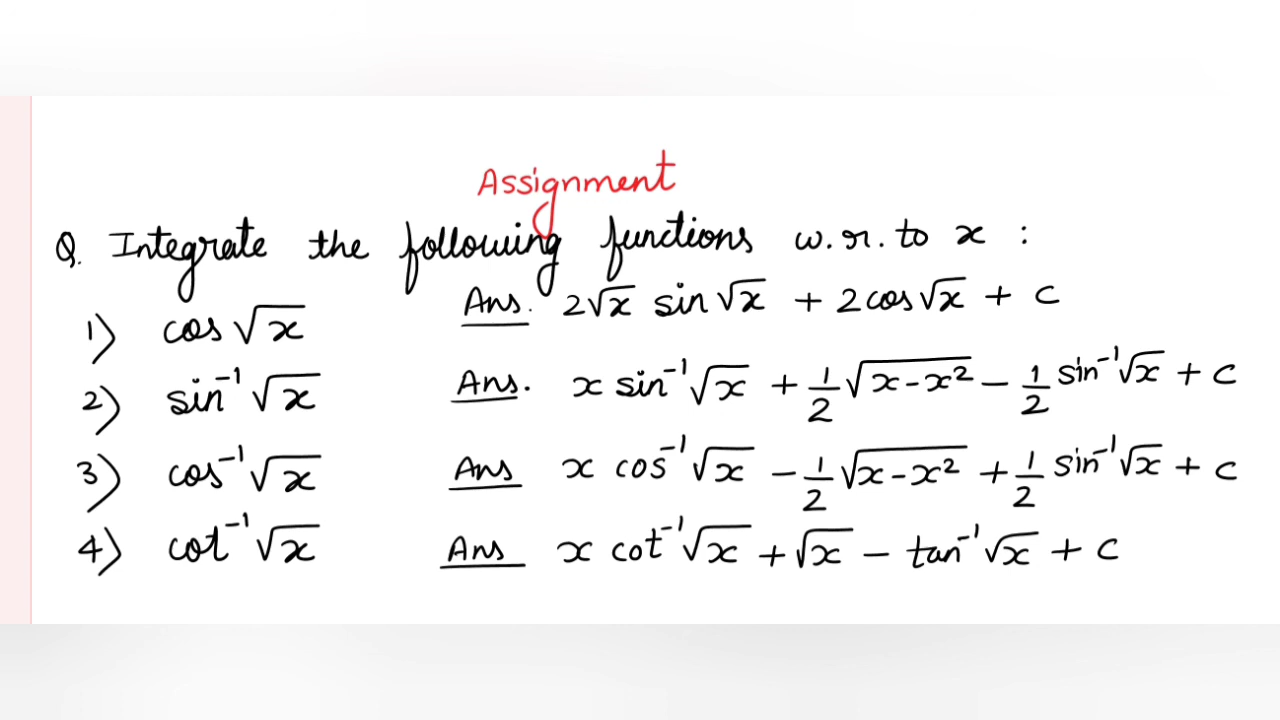 Assignment
Q. Integrate the following functions w.r.to x :
1) cos √x Ans. 2√x sin √x + 2 cos √x + c
2) sin⁻¹ √x Ans. x sin⁻¹ √x + 1/2 √(x-x²) - 1/2 sin⁻¹ √x + c
3) cos⁻¹ √x Ans x cos⁻¹ √x - 1/2 √(x-x²) + 1/2 sin⁻¹ √x + c
4) cot⁻¹ √x Ans x cot⁻¹ √x + √x - tan⁻¹ √x + c